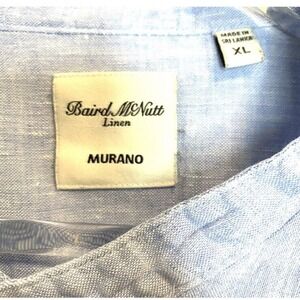 MADE IN
SRI LANKA
XL
Baird McNutt
Linen
MURANO